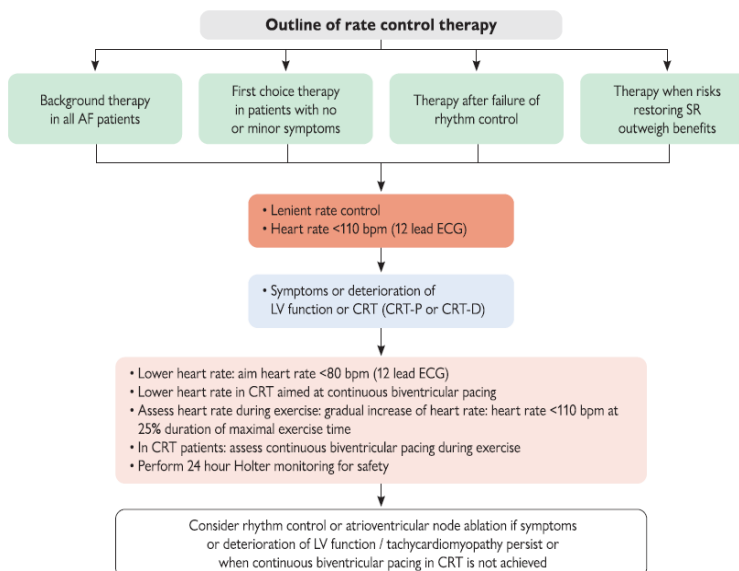 Outline of rate control therapy
Background therapy
in all AF patients
First choice therapy
in patients with no
or minor symptoms
Therapy after failure of
rhythm control
Therapy when risks
restoring SR
outweigh benefits
• Lenient rate control
• Heart rate <110 bpm (12 lead ECG)
• Symptoms or deterioration of
LV function or CRT (CRT-P or CRT-D)
• Lower heart rate: aim heart rate <80 bpm (12 lead ECG)
• Lower heart rate in CRT aimed at continuous biventricular pacing
• Assess heart rate during exercise: gradual increase of heart rate: heart rate <110 bpm at
25% duration of maximal exercise time
• In CRT patients: assess continuous biventricular pacing during exercise
• Perform 24 hour Holter monitoring for safety
Consider rhythm control or atrioventricular node ablation if symptoms
or deterioration of LV function / tachycardiomyopathy persist or
when continuous biventricular pacing in CRT is not achieved